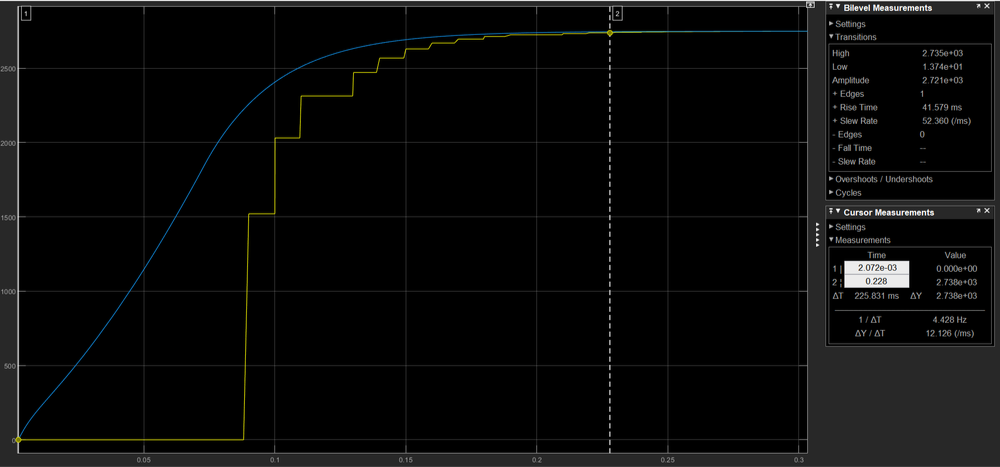 1
2
2500
2000
1500
1000
500
0
0.05
0.1
0.15
0.2
0.25
0.3
Bilevel Measurements
Settings
Transitions
High 2.735e+03
Low 1.374e+01
Amplitude 2.721e+03
+ Edges 1
+ Rise Time 41.579 ms
+ Slew Rate 52.360 (/ms)
- Edges 0
- Fall Time --
- Slew Rate --
Overshoots / Undershoots
Cycles
Cursor Measurements
Settings
Measurements
Time Value
1 | 2.072e-03 0.000e+00
2 ¦ 0.228 2.738e+03
ΔT 225.831 ms ΔY 2.738e+03
1 / ΔT 4.428 Hz
ΔY / ΔT 12.126 (/ms)